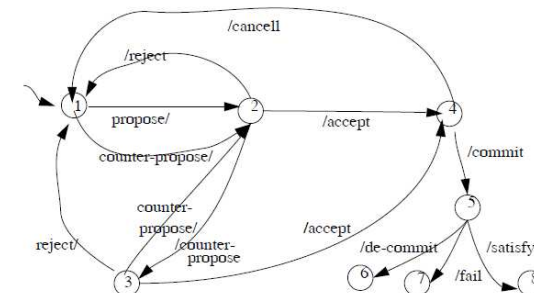 /cancell
/reject
1
2
4
propose/
/accept
counter-propose/
/commit
counter-
propose/
5
reject/
/counter-
propose
/accept
/de-commit
/satisfy
3
6
7
/fail
8